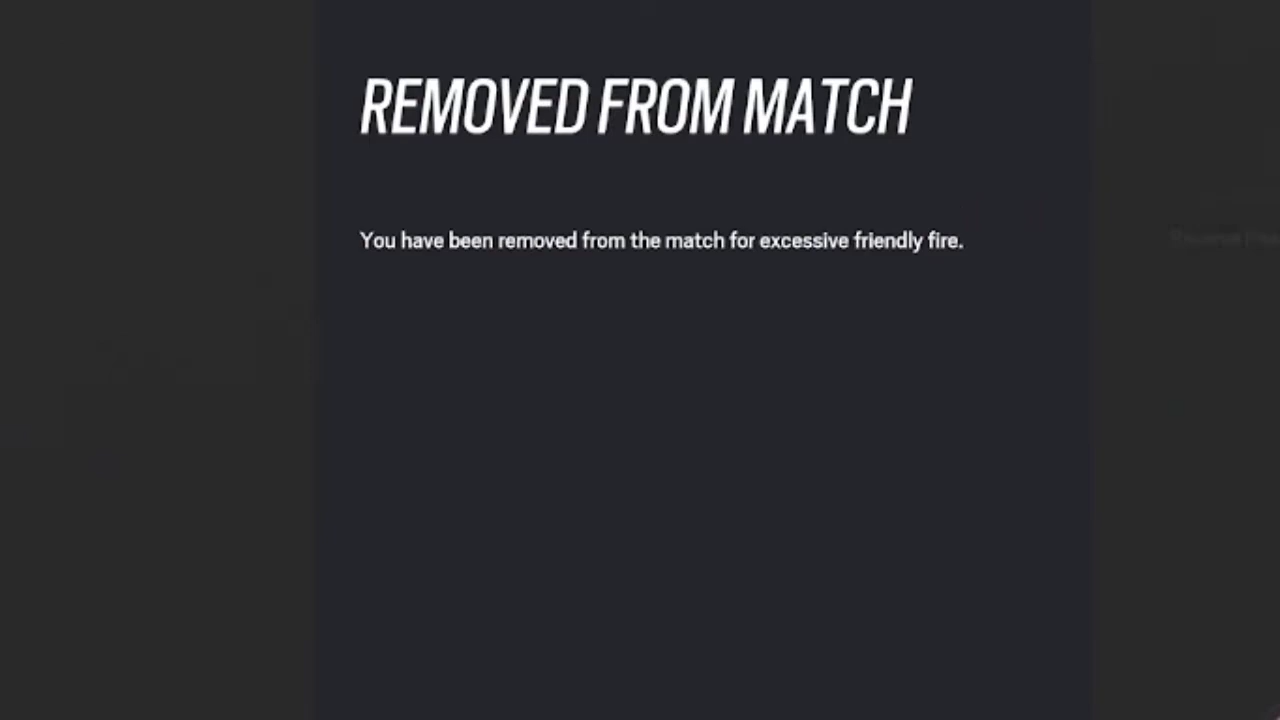 REMOVED FROM MATCH
You have been removed from the match for excessive friendly fire.